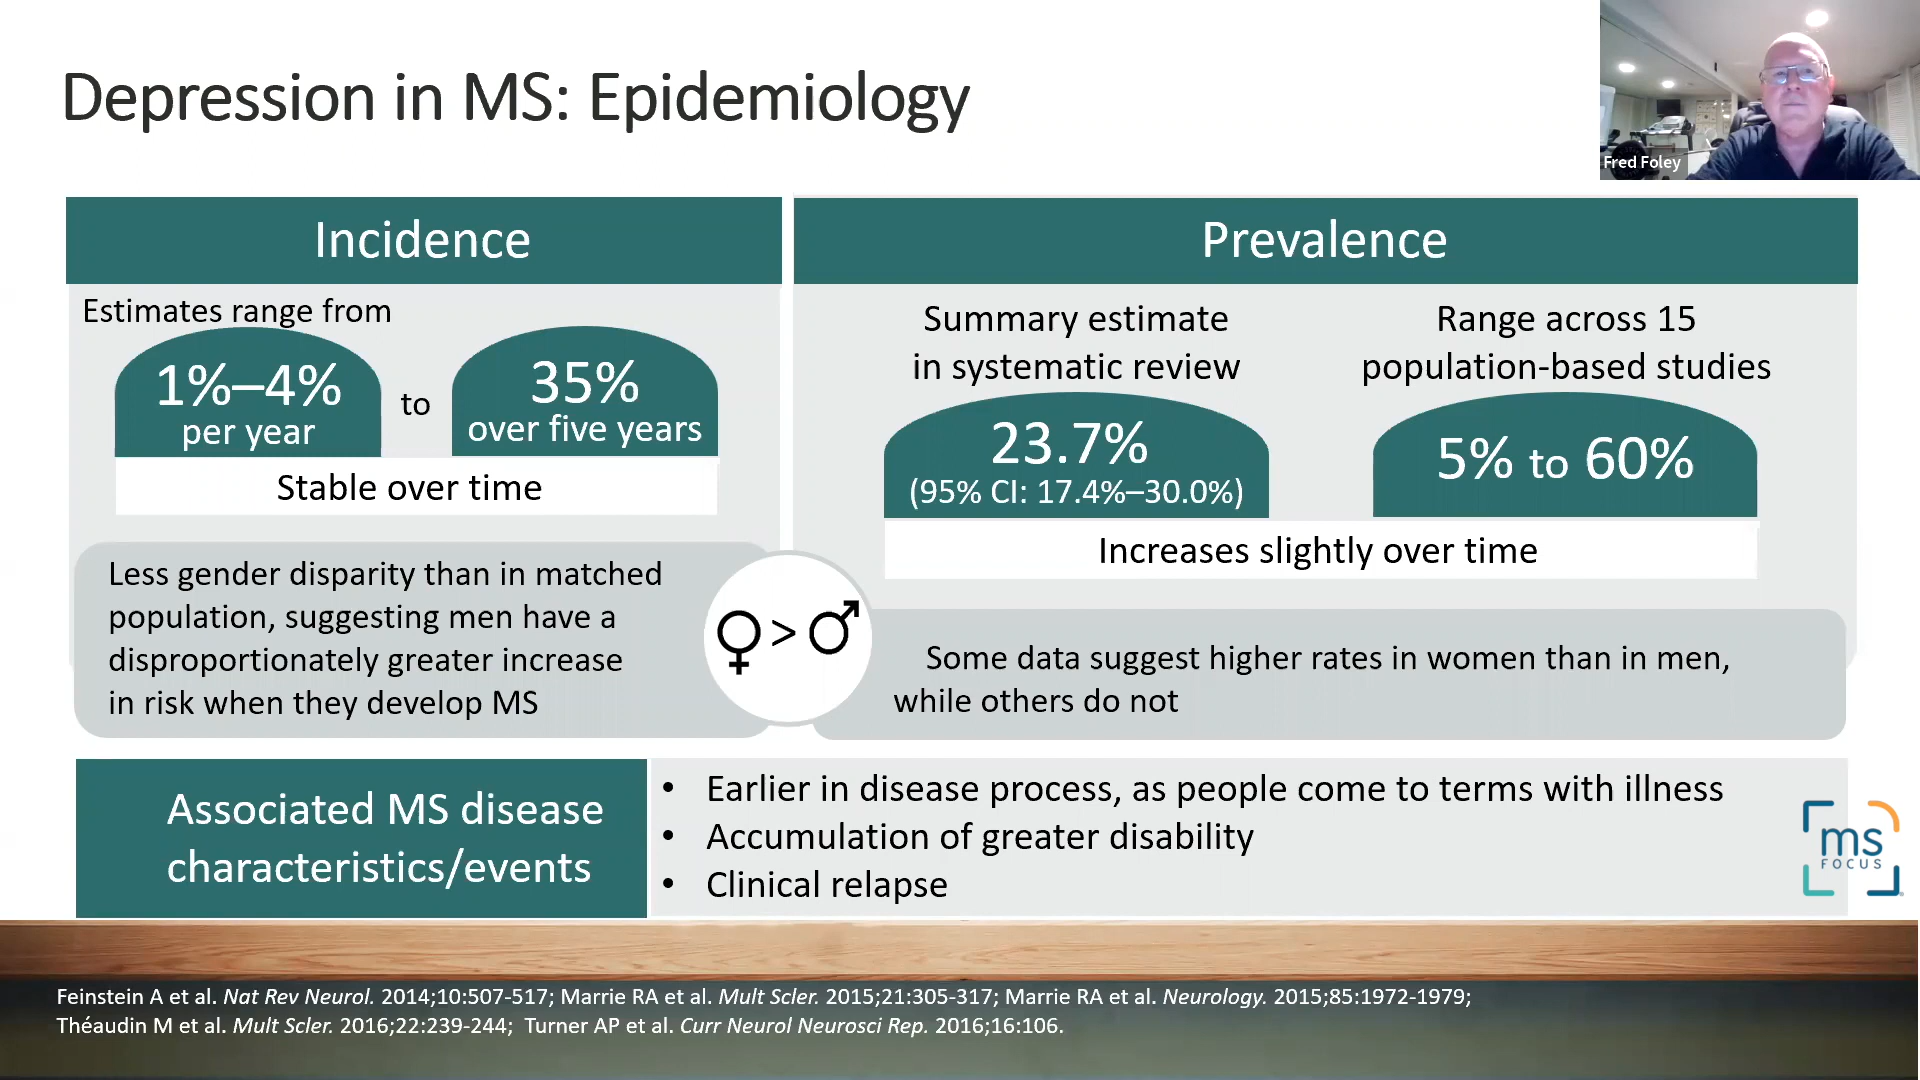 Depression in MS: Epidemiology
Fred Foley
Incidence
Estimates range from
1%–4%
per year
to
35%
over five years
Stable over time
Less gender disparity than in matched
population, suggesting men have a
disproportionately greater increase
in risk when they develop MS
♀>♂
Prevalence
Summary estimate
in systematic review
23.7%
(95% CI: 17.4%–30.0%)
Range across 15
population-based studies
5% to 60%
Increases slightly over time
Some data suggest higher rates in women than in men,
while others do not
Associated MS disease
characteristics/events
• Earlier in disease process, as people come to terms with illness
• Accumulation of greater disability
• Clinical relapse
ms
FOCUS
Feinstein A et al. Nat Rev Neurol. 2014;10:507-517; Marrie RA et al. Mult Scler. 2015;21:305-317; Marrie RA et al. Neurology. 2015;85:1972-1979;
Théaudin M et al. Mult Scler. 2016;22:239-244; Turner AP et al. Curr Neurol Neurosci Rep. 2016;16:106.